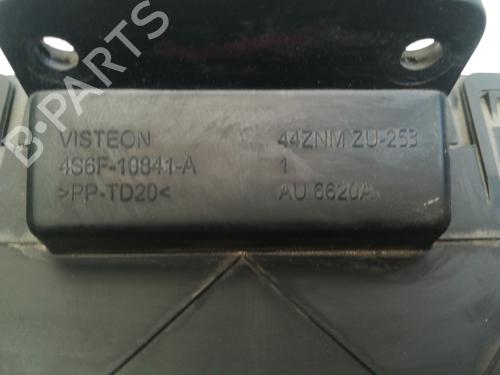 B-PARTS
VISTEON 44ZNM ZU-253
4S6F-10841-A 1
>PP-TD20< AU 6620A